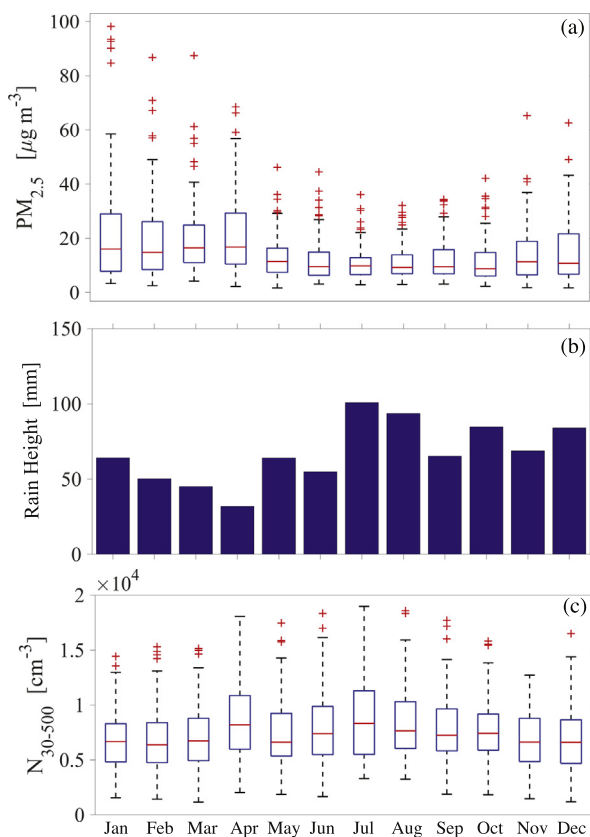 (a)
PM2.5 [μg m-3]
100
80
60
40
20
0
(b)
Rain Height [mm]
150
100
50
0
×10^4
(c)
N30-500 [cm-3]
2
1.5
1
0.5
0
Jan Feb Mar Apr May Jun Jul Aug Sep Oct Nov Dec